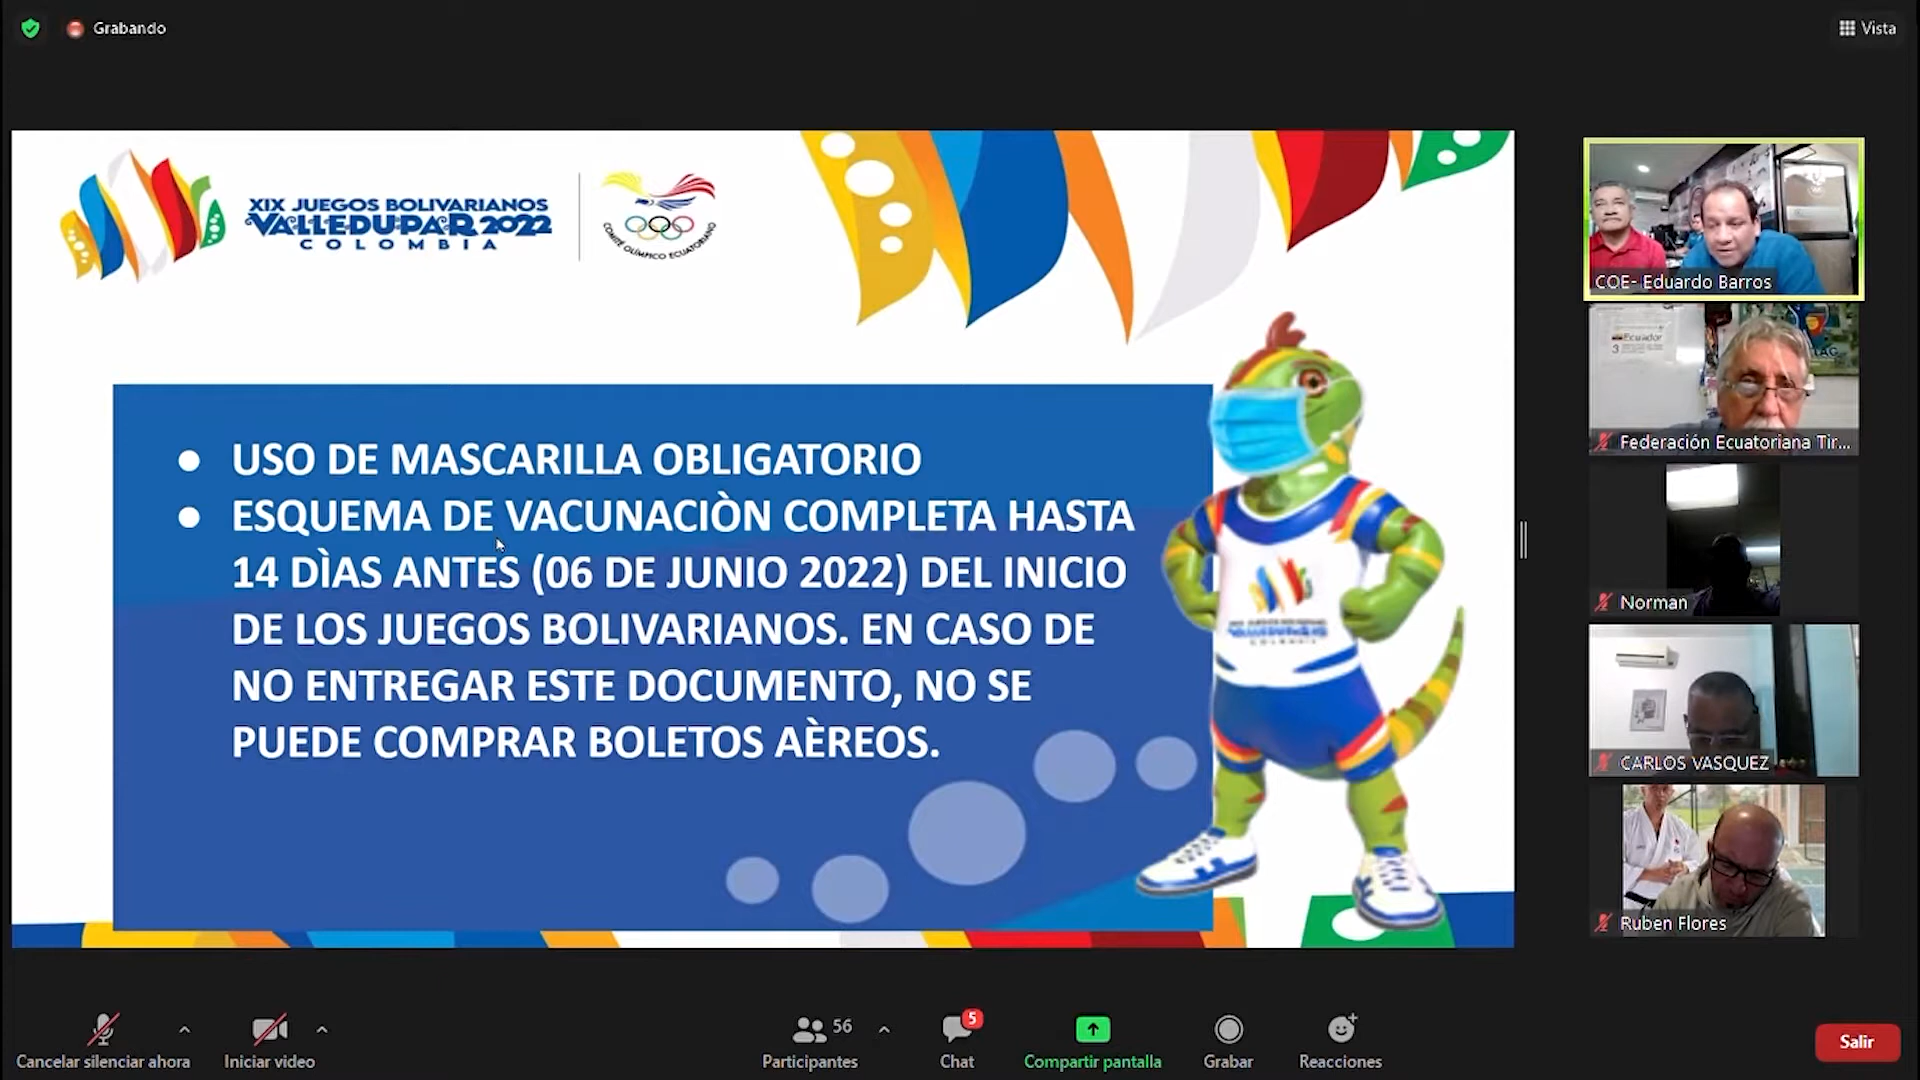 Grabando
Vista
XIX JUEGOS BOLIVARIANOS
VALLEDUPAR 2022
COLOMBIA
COMITÉ OLÍMPICO ECUATORIANO
USO DE MASCARILLA OBLIGATORIO
ESQUEMA DE VACUNACIÒN COMPLETA HASTA
14 DÌAS ANTES (06 DE JUNIO 2022) DEL INICIO
DE LOS JUEGOS BOLIVARIANOS. EN CASO DE
NO ENTREGAR ESTE DOCUMENTO, NO SE
PUEDE COMPRAR BOLETOS AÈREOS.
COE- Eduardo Barros
Ecuador
3
Federación Ecuatoriana Tir...
Norman
CARLOS VASQUEZ
Ruben Flores
Cancelar silenciar ahora
Iniciar video
56
Participantes
5
Chat
Compartir pantalla
Grabar
Reacciones
Salir